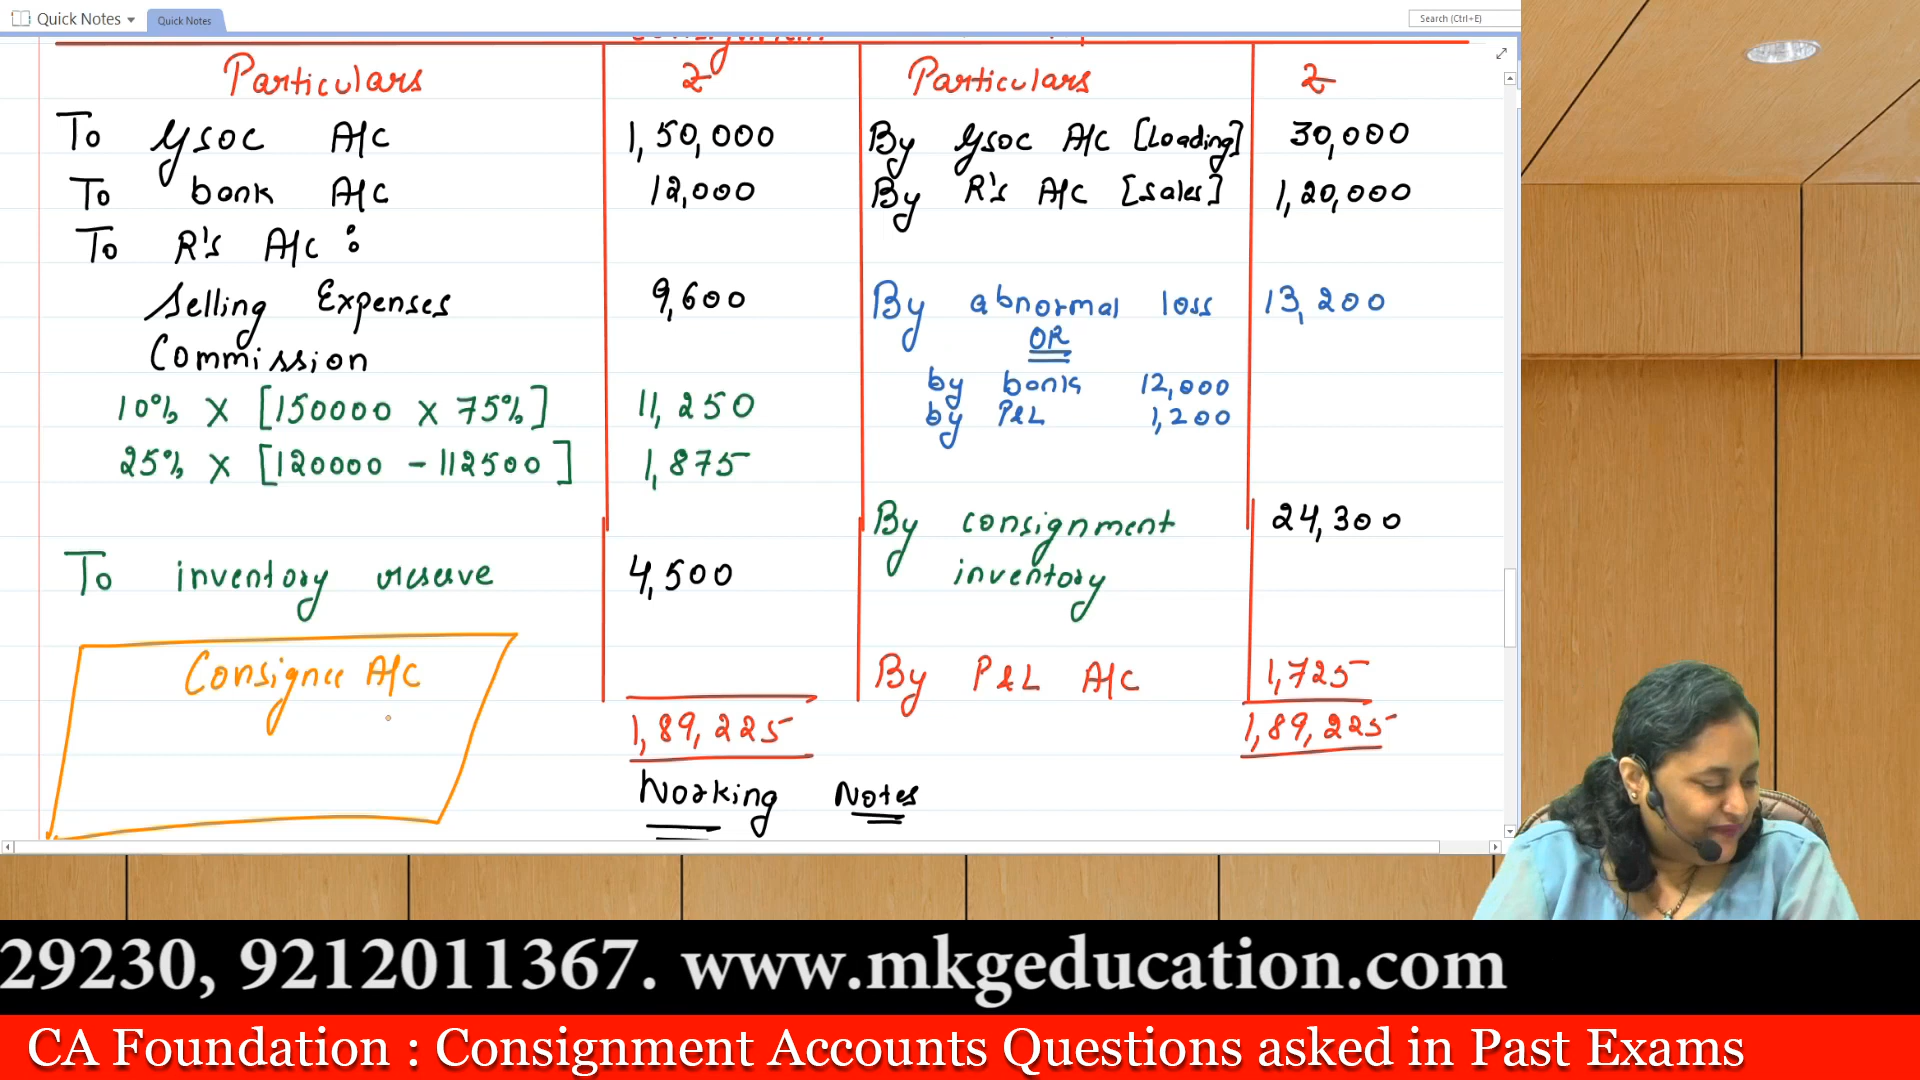 Quick Notes
Quick Notes
Search (Ctrl+E)
Particulars ₹ Particulars ₹
To GSOC A/c 1,50,000 By GSOC A/c [Loading] 30,000
To bank A/c 12,000 By R's A/c [Sales] 1,20,000
To R's A/c :
Selling Expenses 9,600 By abnormal loss 13,200
OR
Commission
by bank 12,000
10% × [150000 × 75%] 11,250
by P&L 1,200
25% × [120000 - 112500] 1,875
By consignment 24,300
To inventory reserve 4,500 inventory
Consignee A/c
By P&L A/c 1,725
1,89,225 1,89,225
Working Notes
29230, 9212011367. www.mkgeducation.com
CA Foundation : Consignment Accounts Questions asked in Past Exams